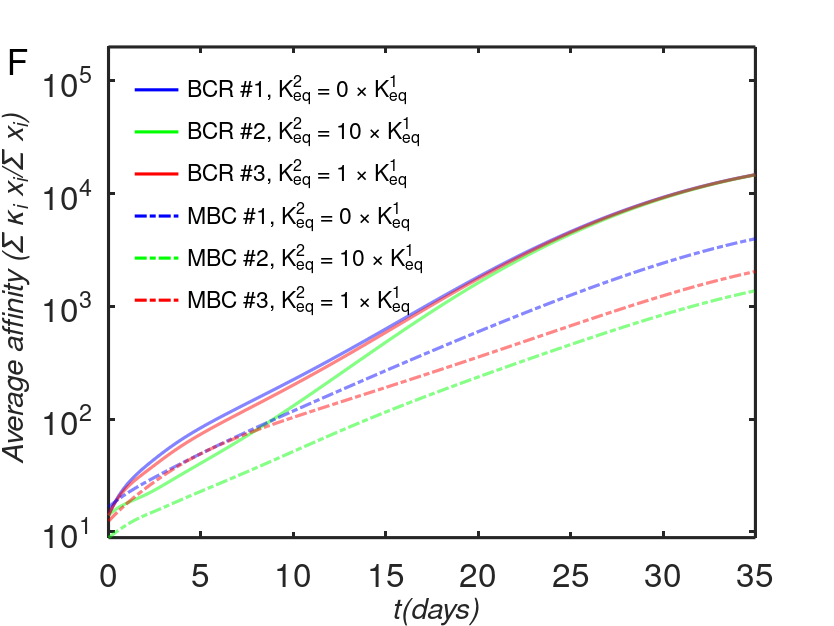 F
Average affinity (Σ κᵢ xᵢ/Σ xᵢ)
10⁵
10⁴
10³
10²
10¹
BCR #1, K²eq = 0 × K¹eq
BCR #2, K²eq = 10 × K¹eq
BCR #3, K²eq = 1 × K¹eq
MBC #1, K²eq = 0 × K¹eq
MBC #2, K²eq = 10 × K¹eq
MBC #3, K²eq = 1 × K¹eq
0 5 10 15 20 25 30 35
t(days)